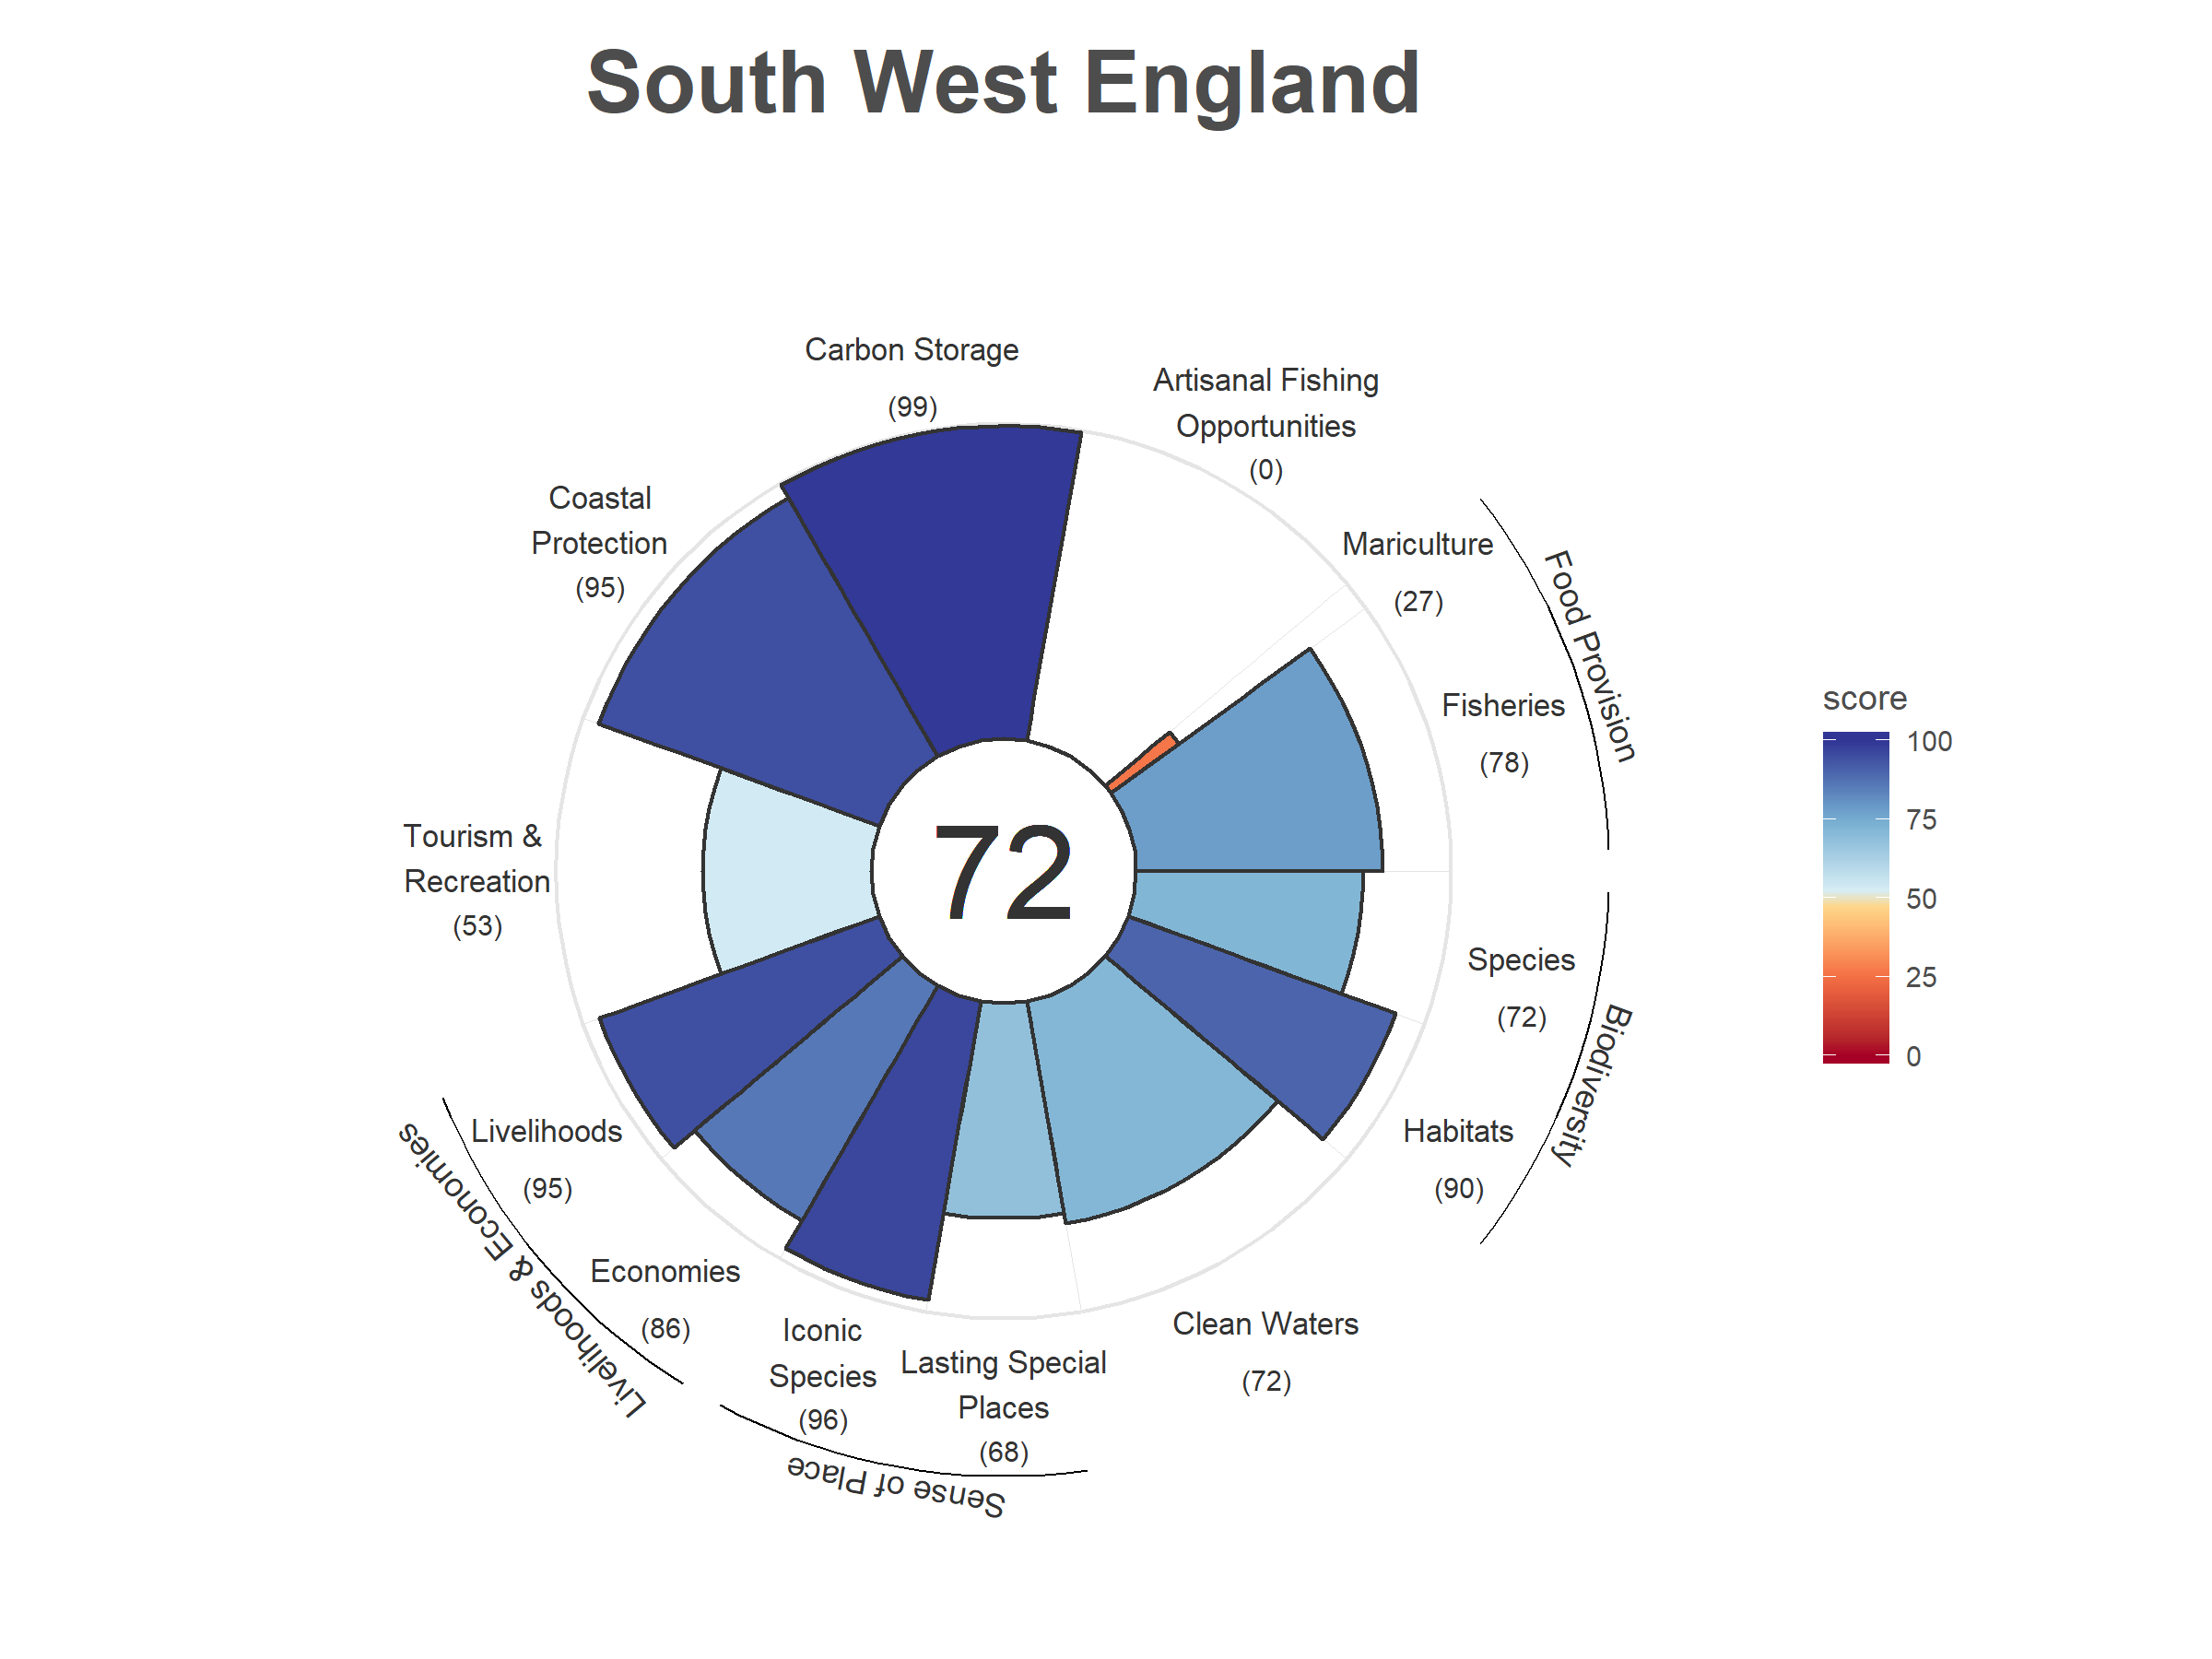 South West England
Carbon Storage
(99)
Artisanal Fishing
Opportunities
(0)
Coastal
Protection
(95)
Mariculture
(27)
Food Provision
Fisheries
(78)
score
100
75
50
25
0
Tourism &
Recreation
(53)
72
Species
(72)
Biodiversity
Habitats
(90)
Livelihoods
(95)
Livelihoods & Economies
Economies
(86)
Iconic
Species
(96)
Lasting Special
Places
(68)
Clean Waters
(72)
Sense of Place